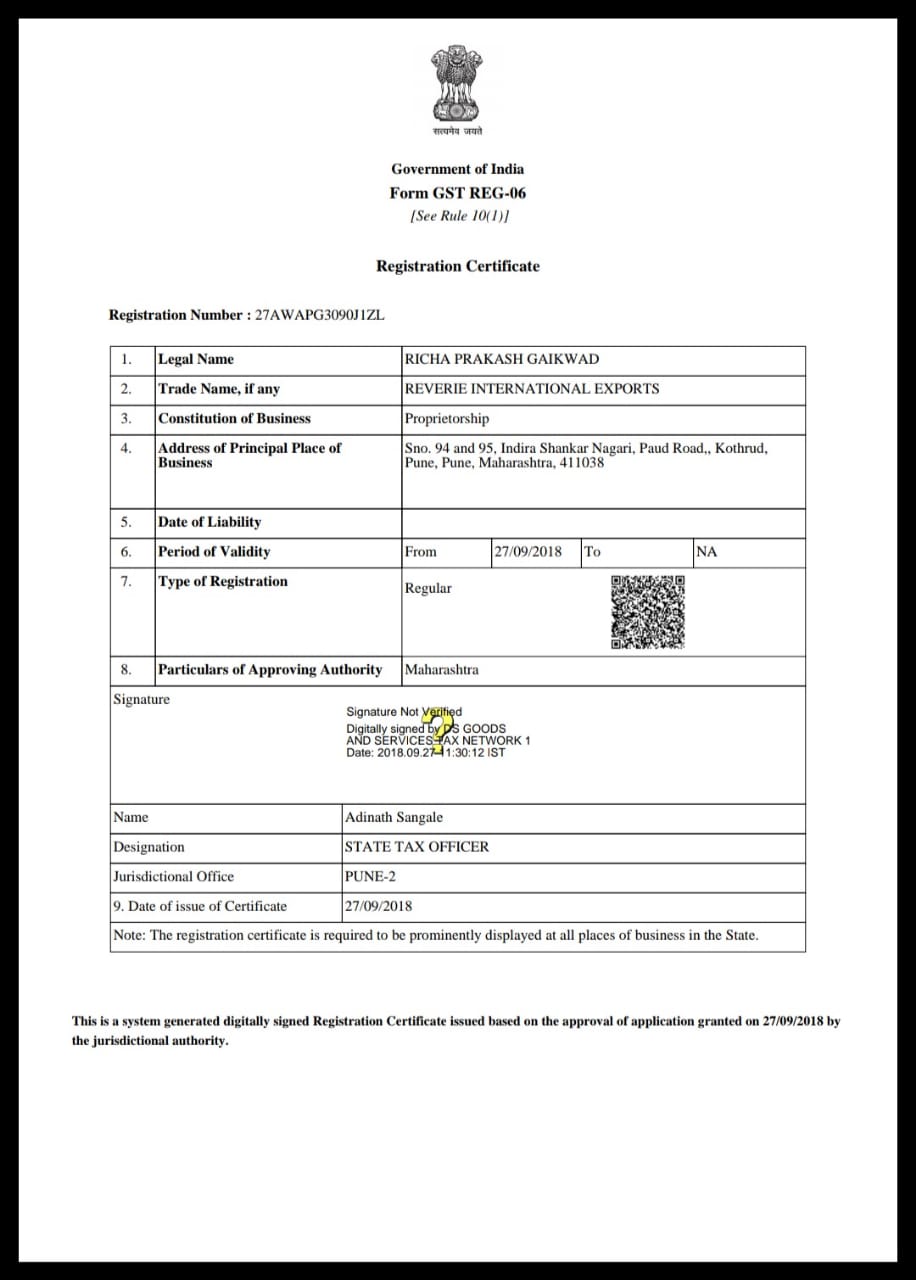 सत्यमेव जयते
Government of India
Form GST REG-06
[See Rule 10(1)]
Registration Certificate
Registration Number : 27AWAPG3090J1ZL
1. Legal Name RICHA PRAKASH GAIKWAD
2. Trade Name, if any REVERIE INTERNATIONAL EXPORTS
3. Constitution of Business Proprietorship
4. Address of Principal Place of Business Sno. 94 and 95, Indira Shankar Nagari, Paud Road,, Kothrud,
Pune, Pune, Maharashtra, 411038
5. Date of Liability
6. Period of Validity From 27/09/2018 To NA
7. Type of Registration Regular
8. Particulars of Approving Authority Maharashtra
Signature
Signature Not Verified
Digitally signed by DS GOODS
AND SERVICES TAX NETWORK 1
Date: 2018.09.27 11:30:12 IST
Name Adinath Sangale
Designation STATE TAX OFFICER
Jurisdictional Office PUNE-2
9. Date of issue of Certificate 27/09/2018
Note: The registration certificate is required to be prominently displayed at all places of business in the State.
This is a system generated digitally signed Registration Certificate issued based on the approval of application granted on 27/09/2018 by
the jurisdictional authority.